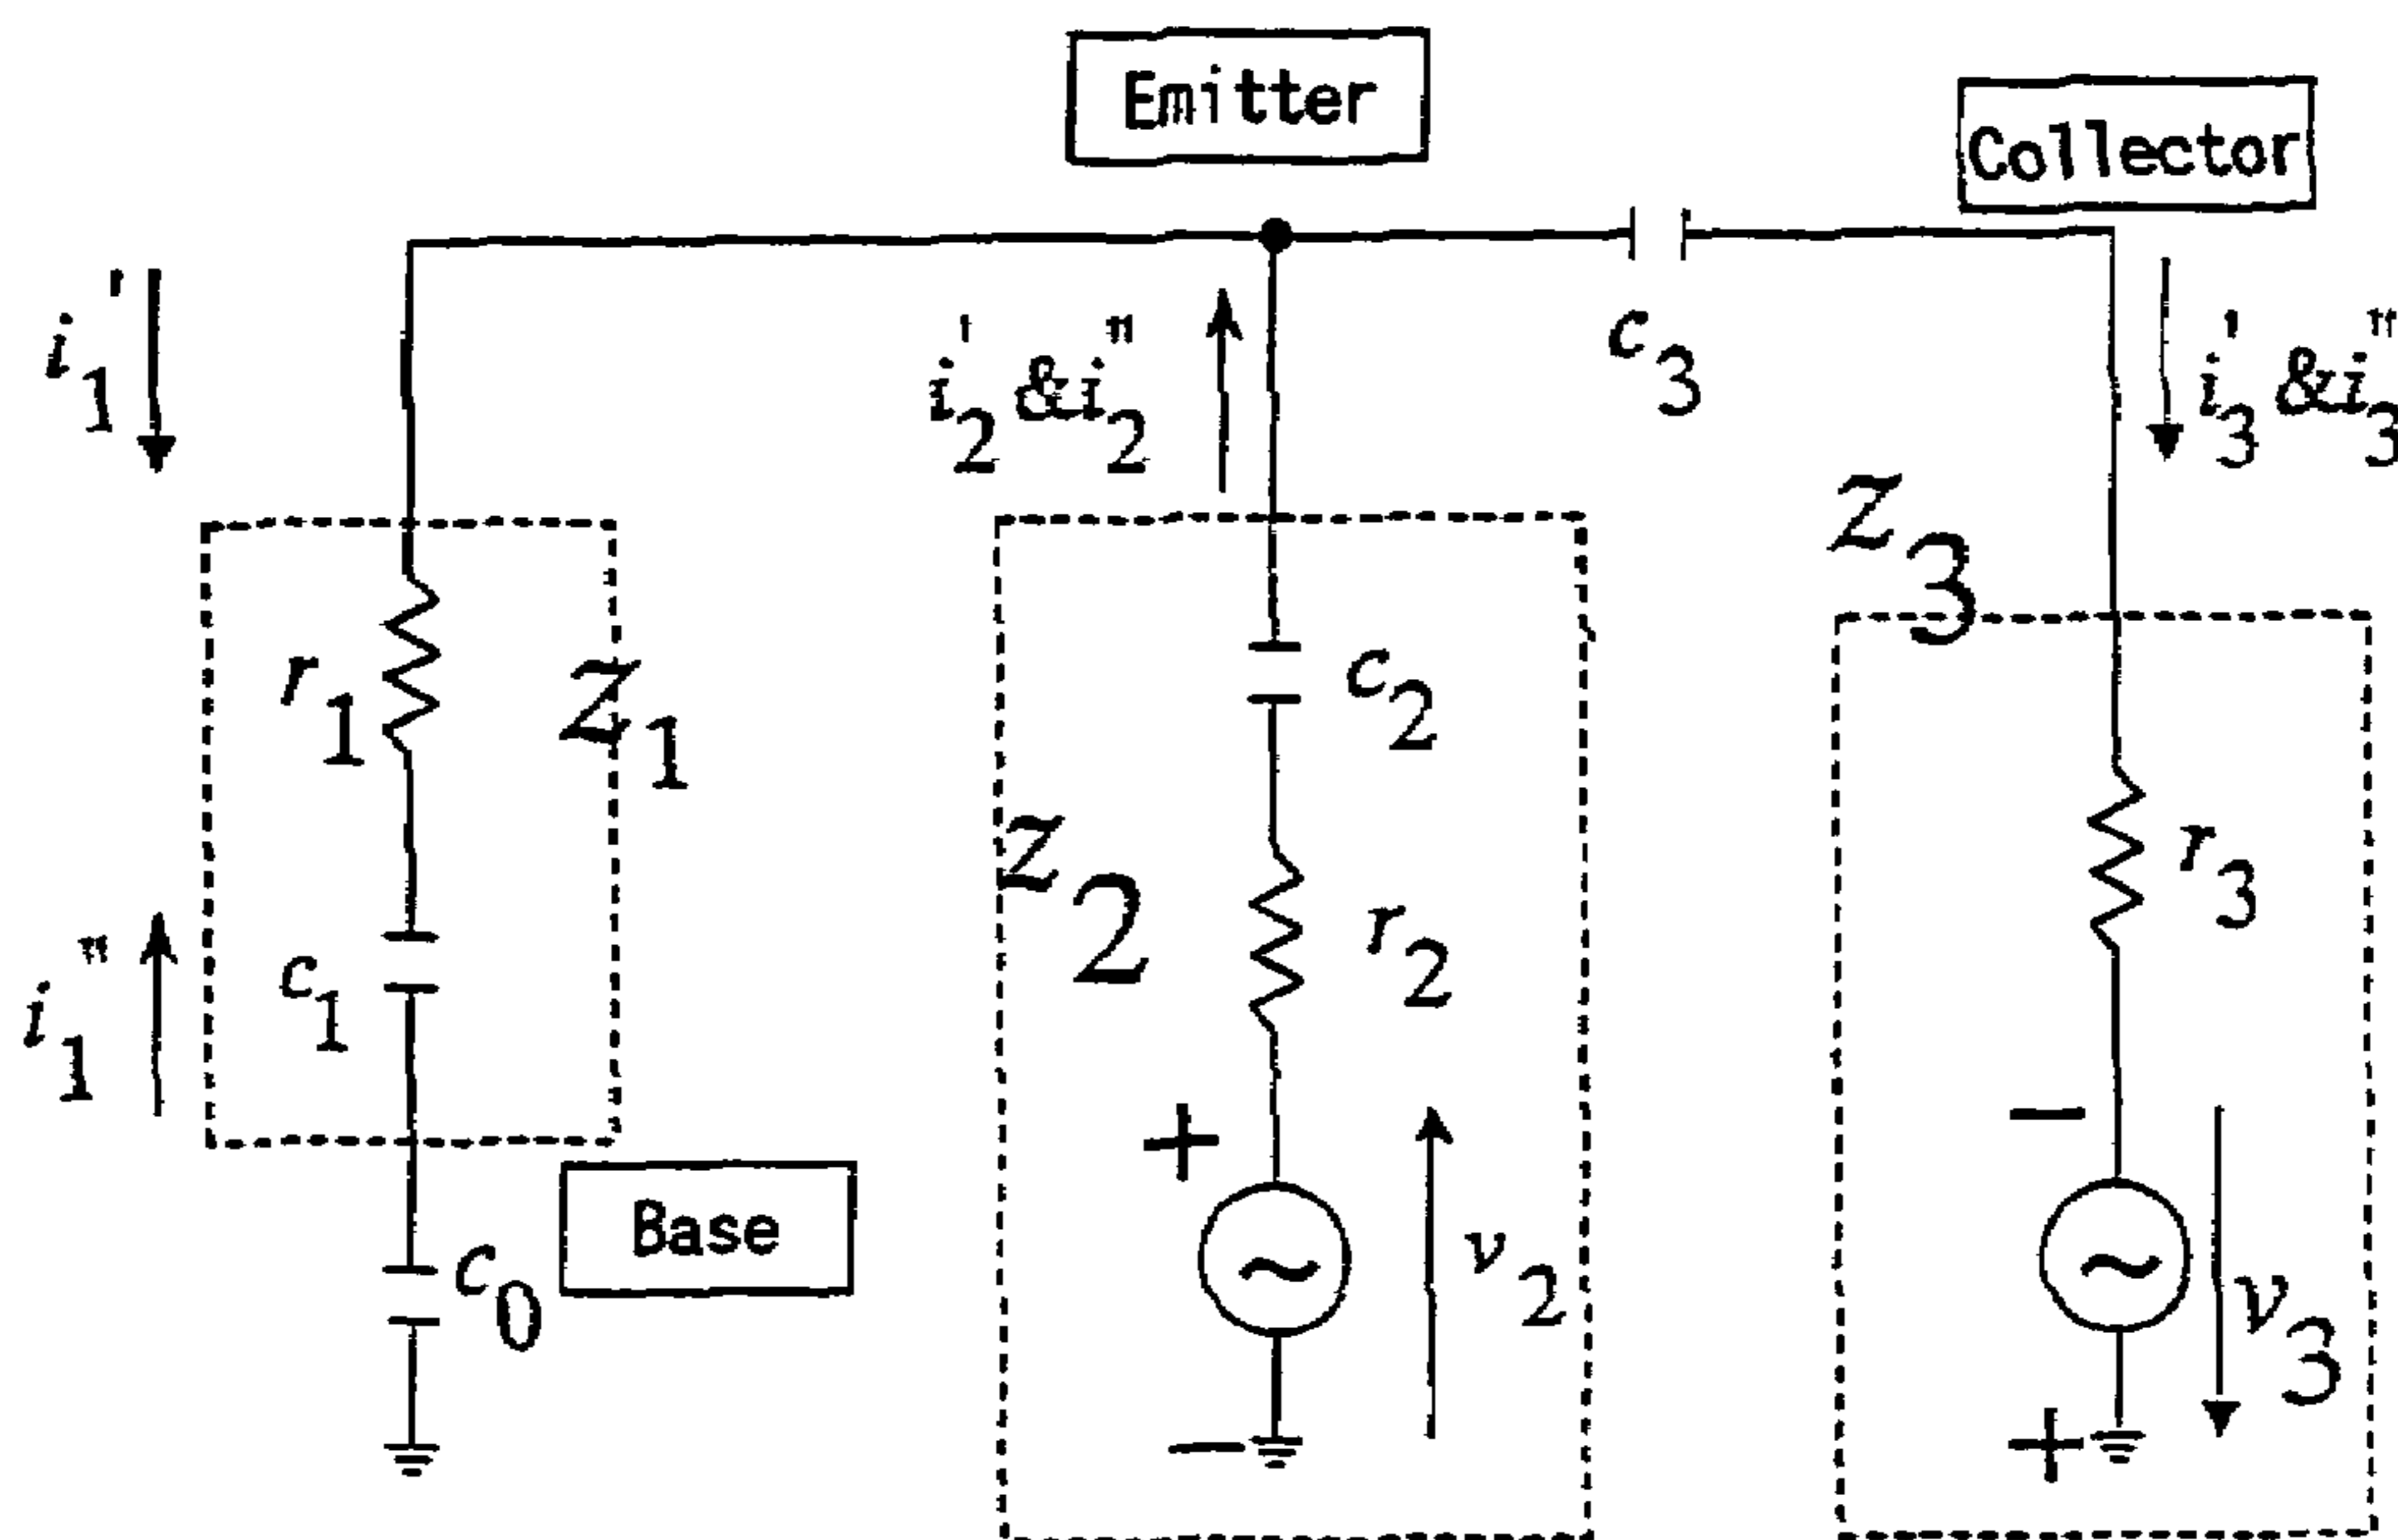 Emitter
Collector
i1'
i2' & i2"
c3
i3' & i3"
z3
r1
z1
c2
z2
r2
r3
c1
i1"
+
−
Base
c0
v2
v3
−
+